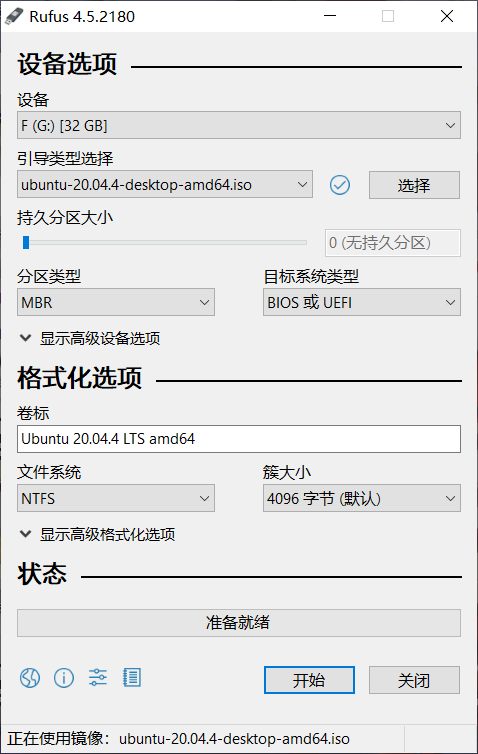 Rufus 4.5.2180
设备选项
设备
F (G:) [32 GB]
引导类型选择
ubuntu-20.04.4-desktop-amd64.iso
选择
持久分区大小
0 (无持久分区)
分区类型
目标系统类型
MBR
BIOS 或 UEFI
显示高级设备选项
格式化选项
卷标
Ubuntu 20.04.4 LTS amd64
文件系统
簇大小
NTFS
4096 字节 (默认)
显示高级格式化选项
状态
准备就绪
开始
关闭
正在使用镜像：ubuntu-20.04.4-desktop-amd64.iso